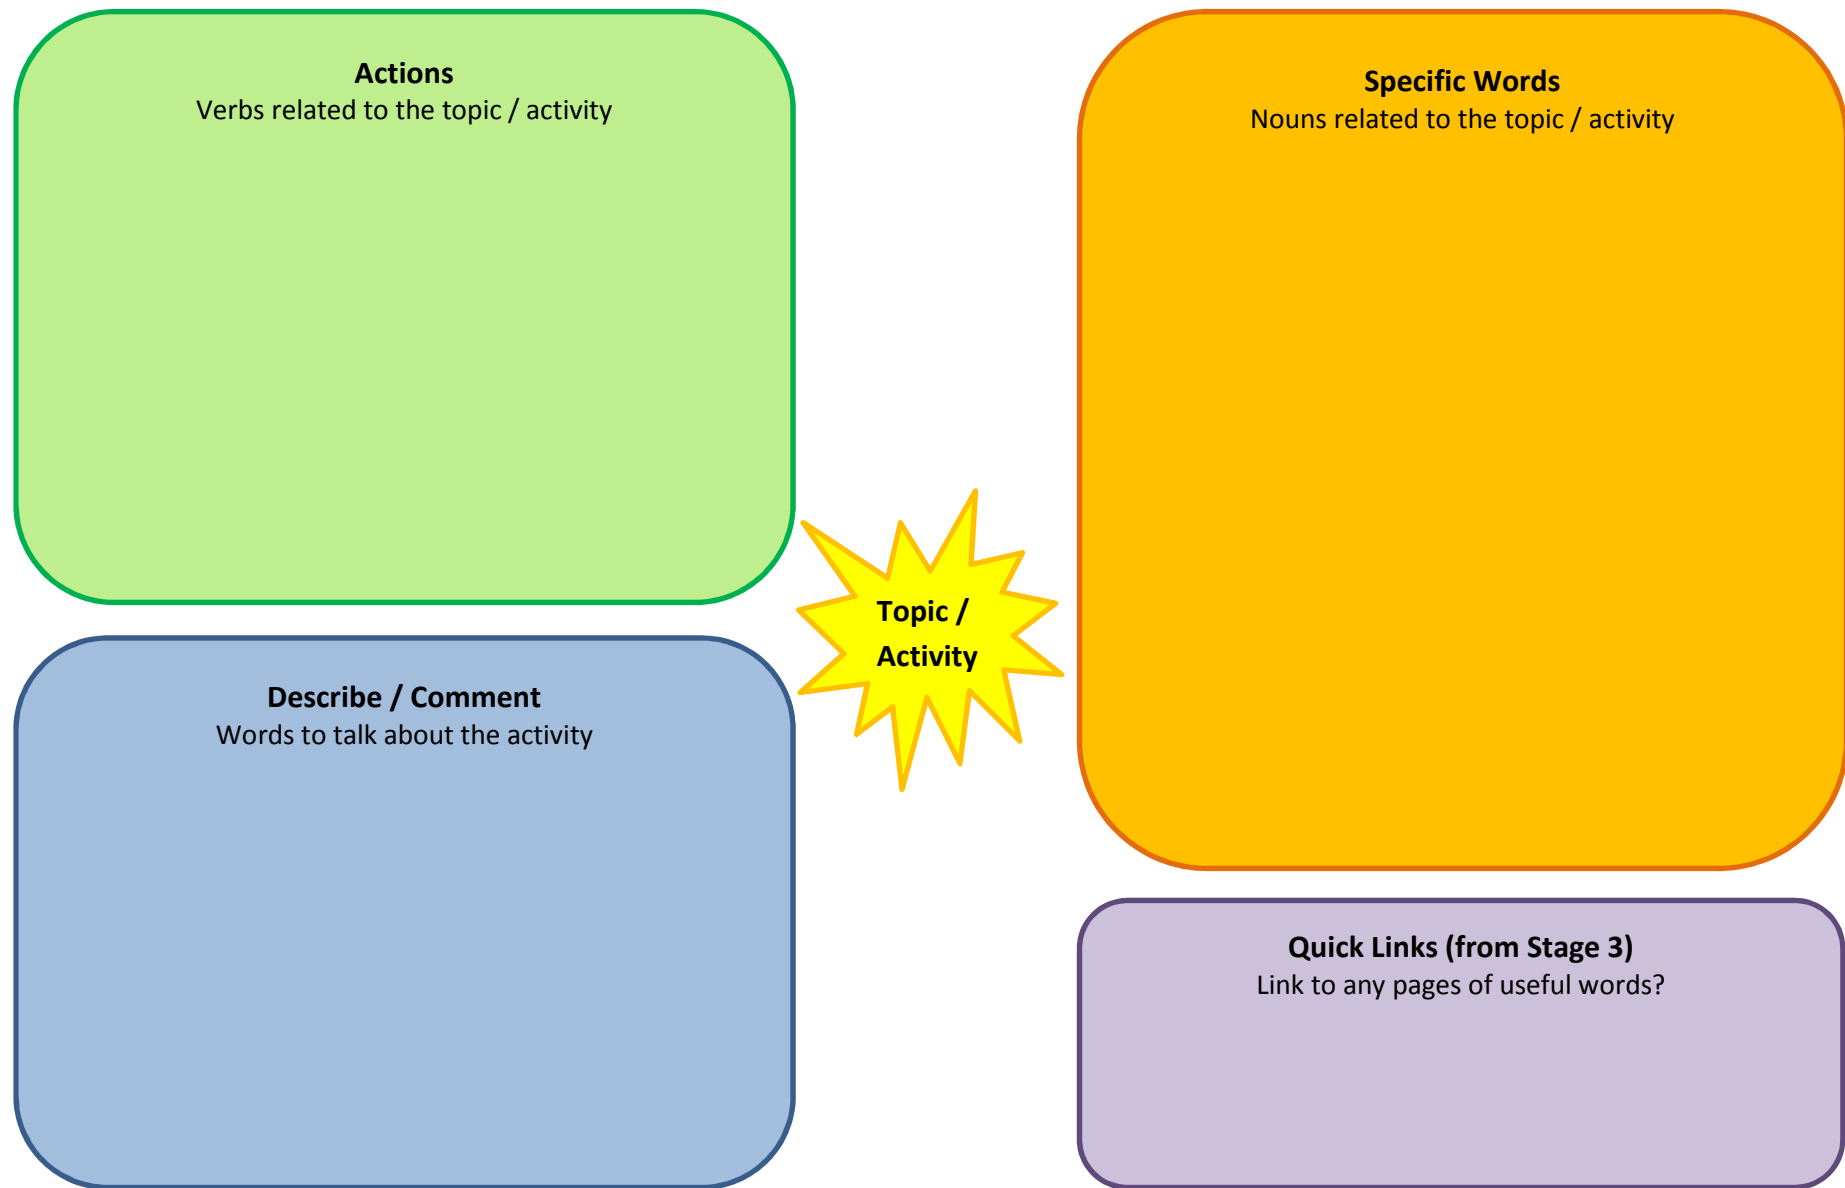 Actions
Verbs related to the topic / activity
Specific Words
Nouns related to the topic / activity
Topic /
Activity
Describe / Comment
Words to talk about the activity
Quick Links (from Stage 3)
Link to any pages of useful words?